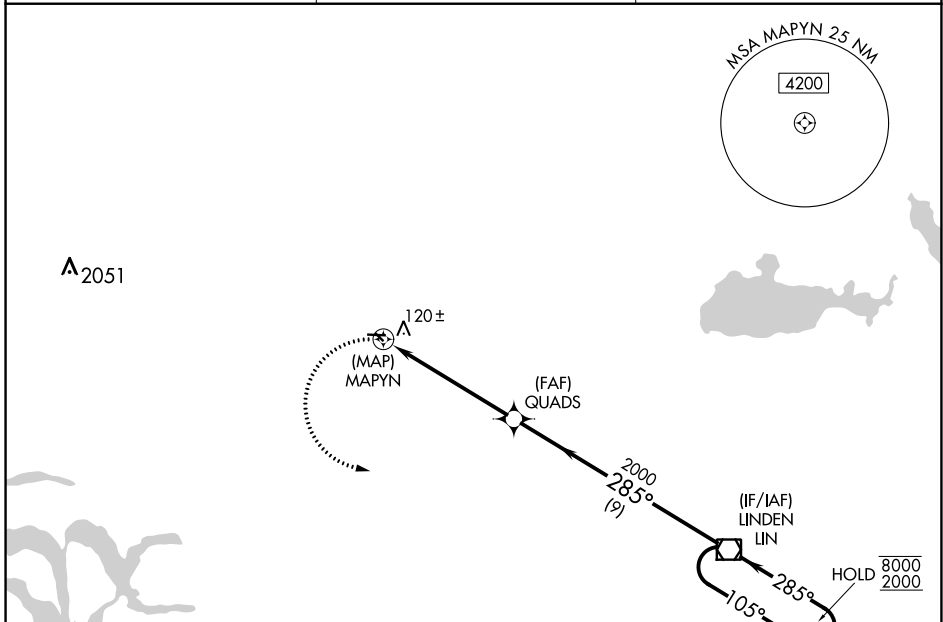 MSA MAPYN 25 NM
4200
2051
120±
(MAP)
MAPYN
(FAF)
QUADS
2000
285°
(9)
(IF/IAF)
LINDEN
LIN
HOLD
8000
2000
285°
105°